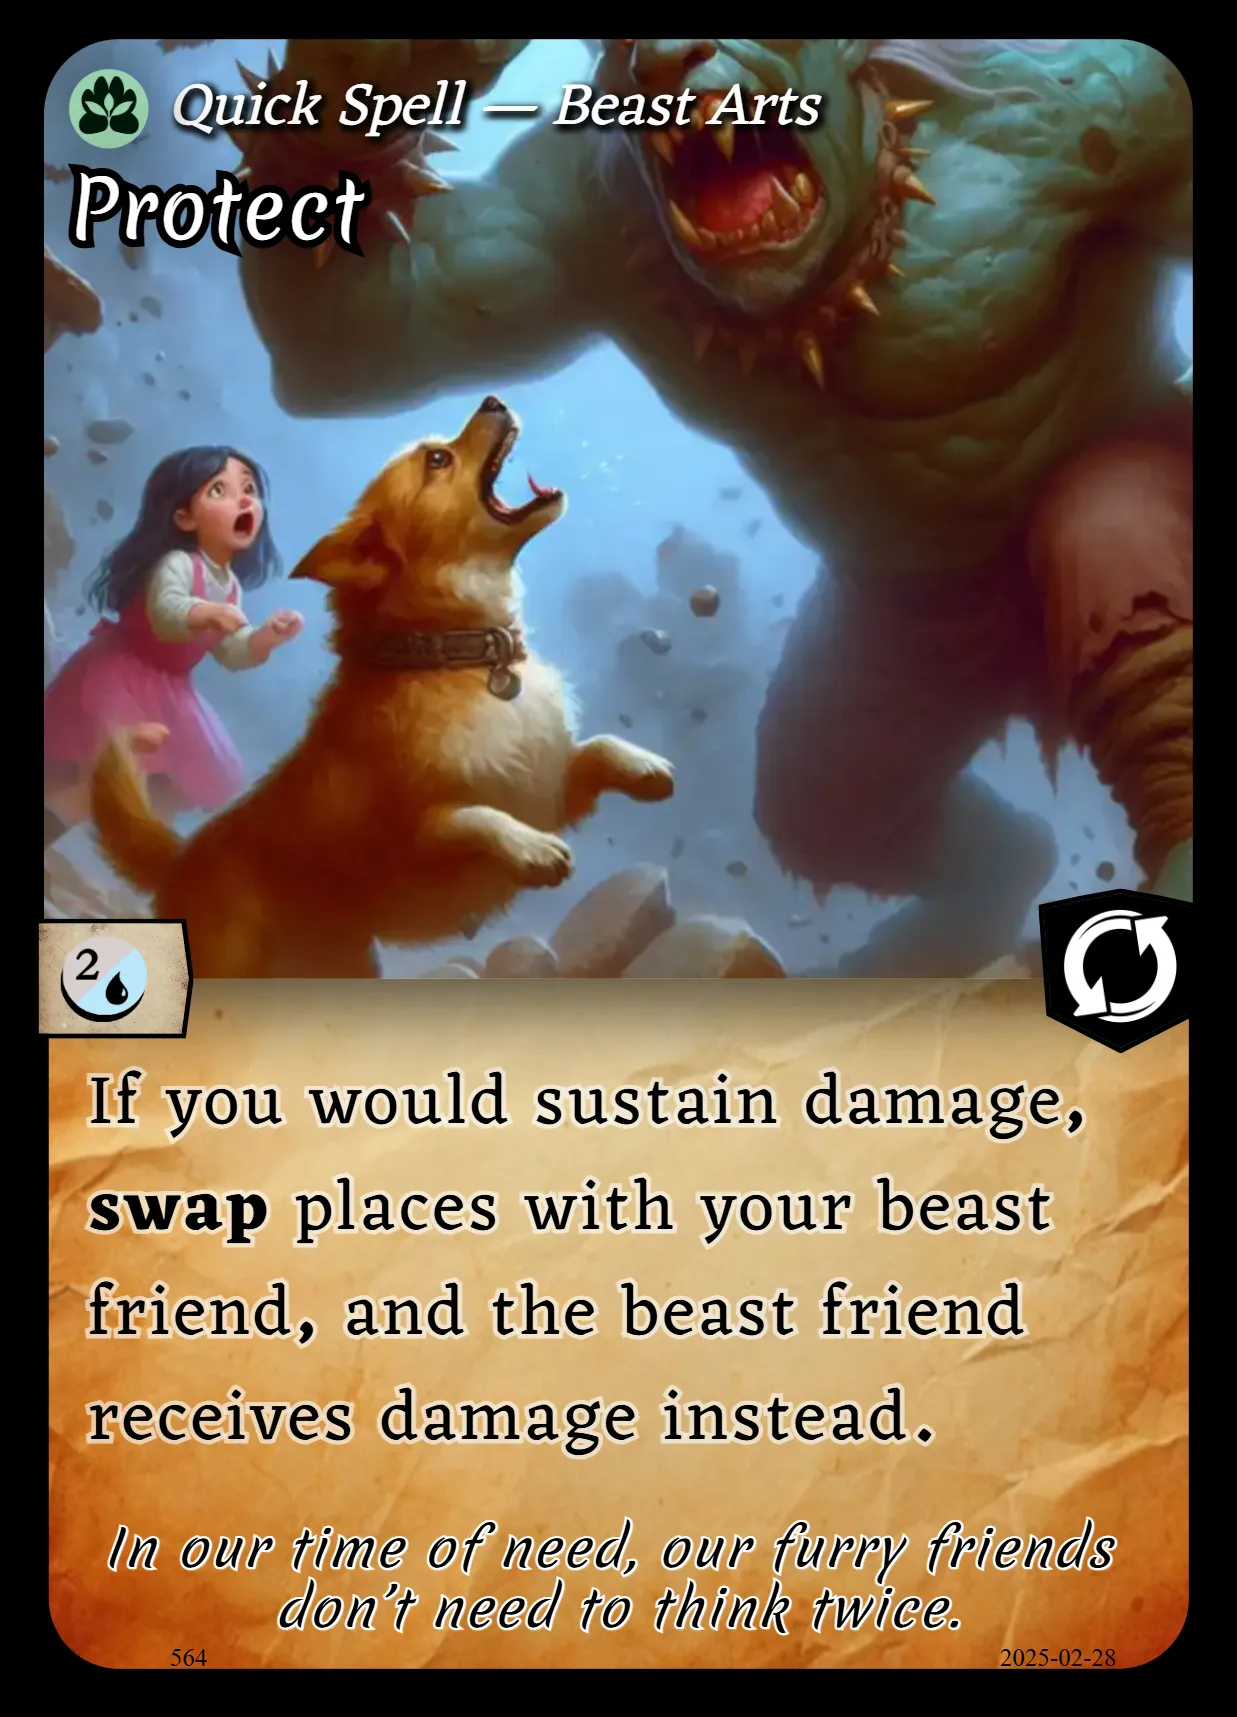 Quick Spell — Beast Arts
Protect
2
If you would sustain damage,
swap places with your beast
friend, and the beast friend
receives damage instead.
In our time of need, our furry friends
don’t need to think twice.
564
2025-02-28